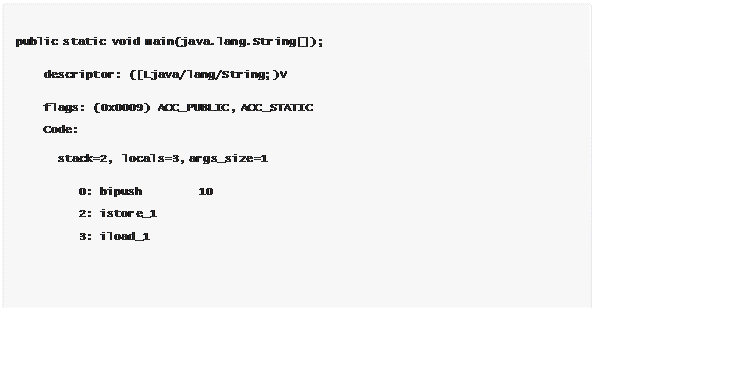 public static void main(java.lang.String[]);
descriptor: ([Ljava/lang/String;)V
flags: (0x0009) ACC_PUBLIC, ACC_STATIC
Code:
stack=2, locals=3, args_size=1
0: bipush 10
2: istore_1
3: iload_1